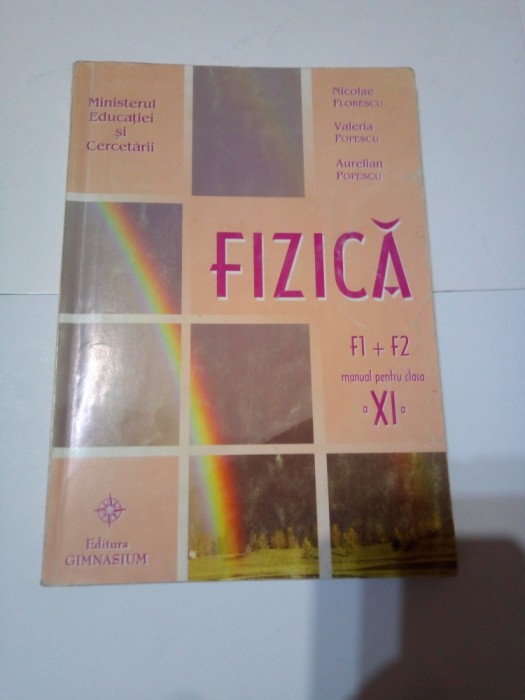 Ministerul
Educației
și
Cercetării
Nicolae
FLORESCU
Valeria
POPESCU
Aurelian
POPESCU
FIZICĂ
F1 + F2
manual pentru clasa
a XI a
Editura
GIMNASIUM